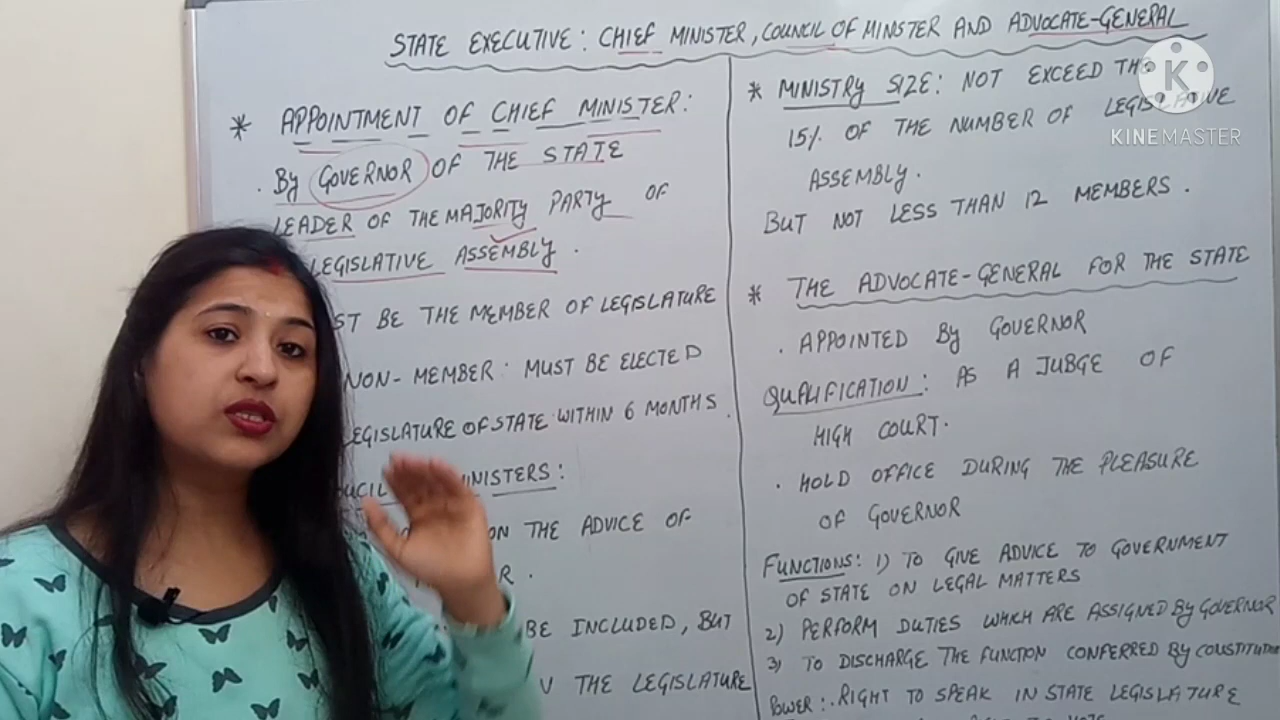 STATE EXECUTIVE: CHIEF MINISTER, COUNCIL OF MINSTER AND ADVOCATE-GENERAL
* APPOINTMENT OF CHIEF MINISTER:
. By GOVERNOR OF THE STATE
LEADER OF THE MAJORITY PARTY OF
LEGISLATIVE ASSEMBLY.
ST BE THE MEMBER OF LEGISLATURE
NON-MEMBER: MUST BE ELECTED
LEGISLATURE OF STATE WITHIN 6 MONTHS.
UCIL NISTERS:
ON THE ADVICE OF
R.
BE INCLUDED, BUT
THE LEGISLATURE
* MINISTRY SIZE: NOT EXCEED THE
15% OF THE NUMBER OF LEGISLATIVE
ASSEMBLY.
BUT NOT LESS THAN 12 MEMBERS.
* THE ADVOCATE-GENERAL FOR THE STATE
. APPOINTED By GOVERNOR
QUALIFICATION: AS A JUDGE OF
HIGH COURT.
. HOLD OFFICE DURING THE PLEASURE
OF GOVERNOR
FUNCTIONS: 1) TO GIVE ADVICE TO GOVERNMENT
OF STATE ON LEGAL MATTERS
2) PERFORM DUTIES WHICH ARE ASSIGNED By GOVERNOR
3) TO DISCHARGE THE FUNCTION CONFERRED By CONSTITUTI
POWER:. RIGHT TO SPEAK IN STATE LEGISLATURE
K
KINEMASTER